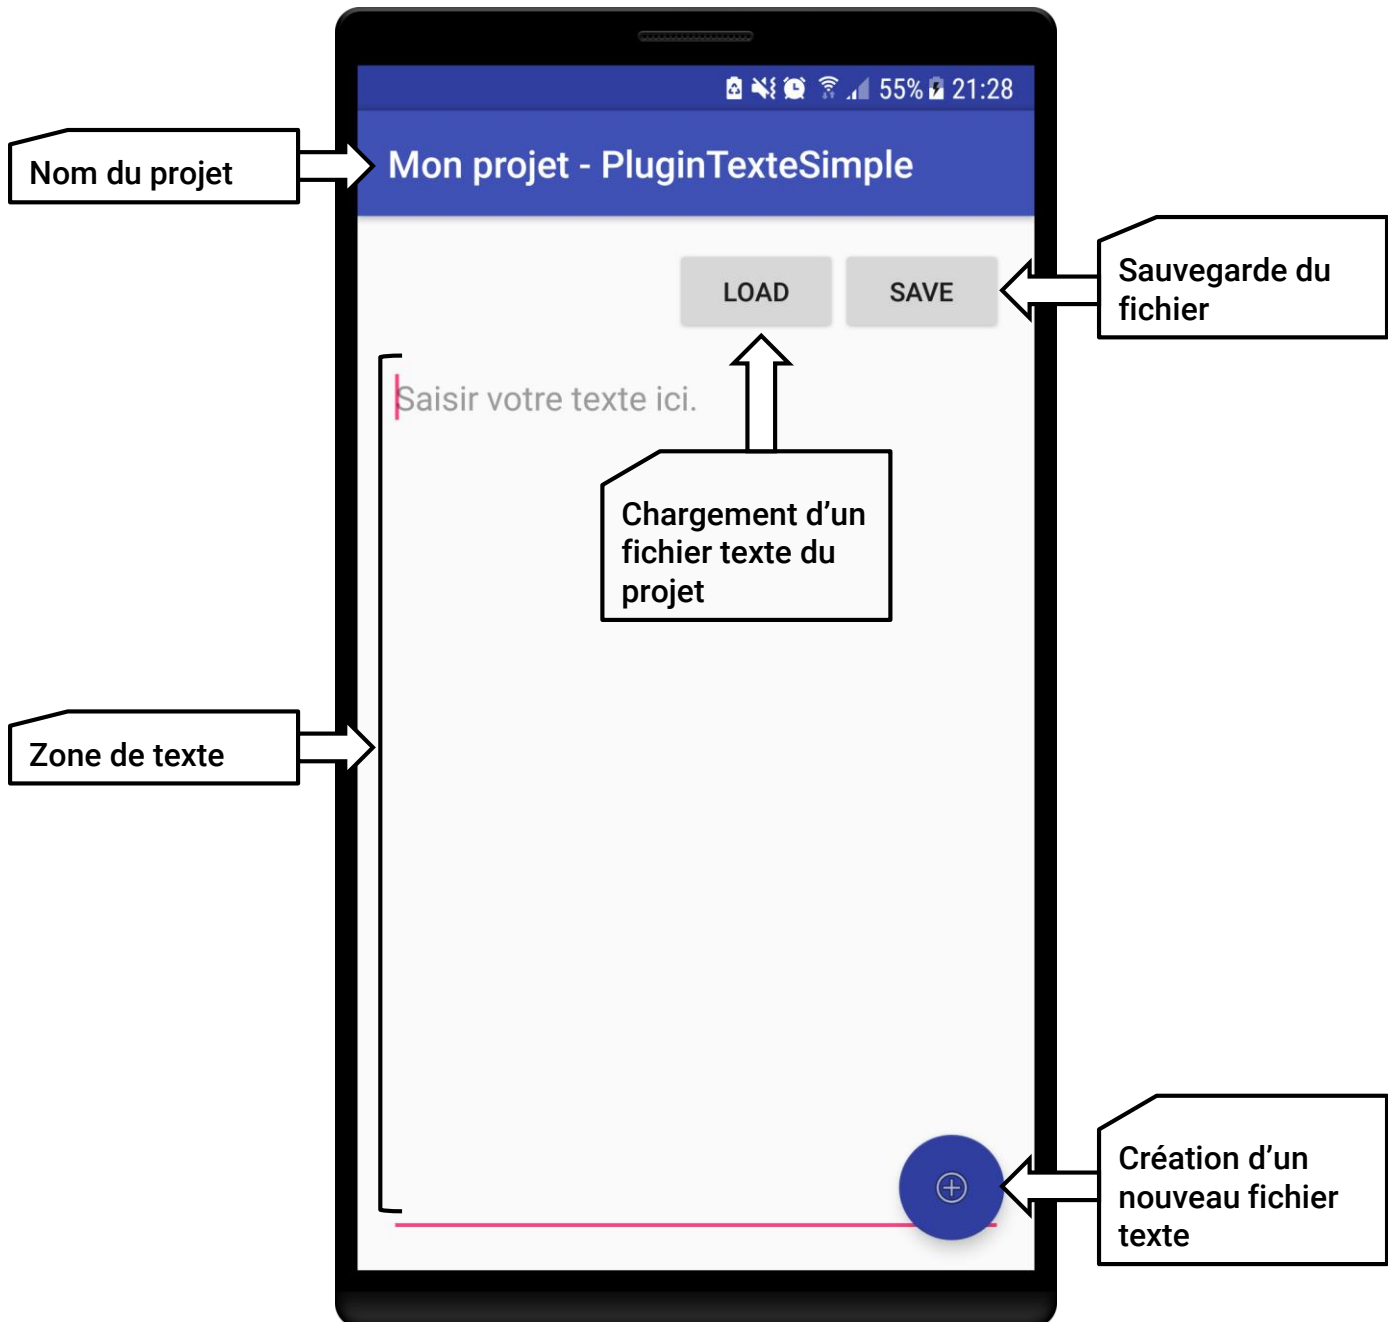 55% 21:28
Nom du projet
Mon projet - PluginTexteSimple
LOAD
SAVE
Sauvegarde du
fichier
Saisir votre texte ici.
Chargement d’un
fichier texte du
projet
Zone de texte
Création d’un
nouveau fichier
texte